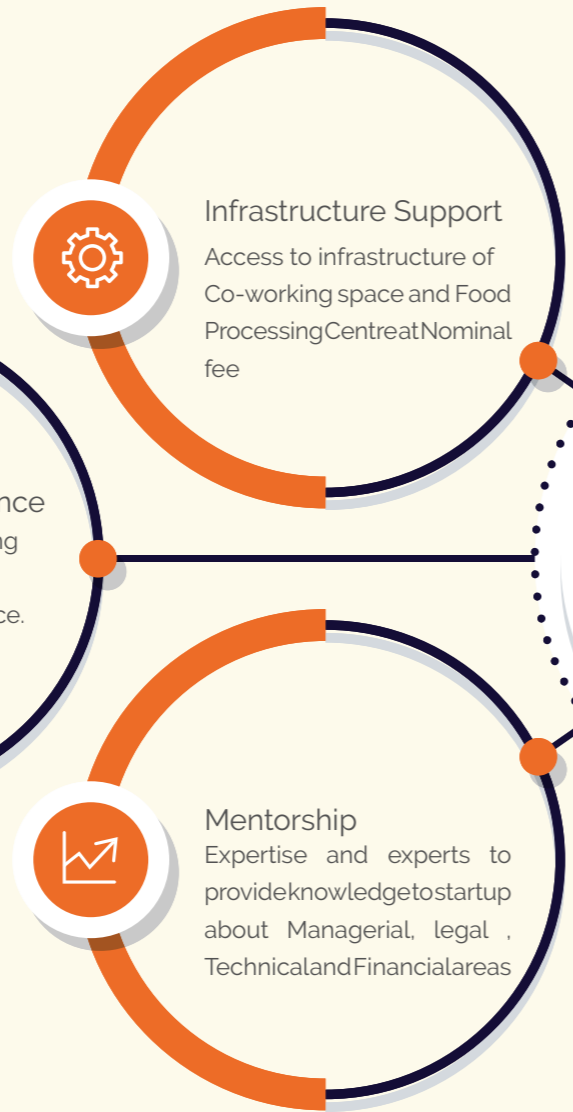 Infrastructure Support
Access to infrastructure of
Co-working space and Food
ProcessingCentreatNominal
fee
nce
ng
ce.
Mentorship
Expertise and experts to
provideknowledgetostartup
about Managerial, legal ,
TechnicalandFinancialareas